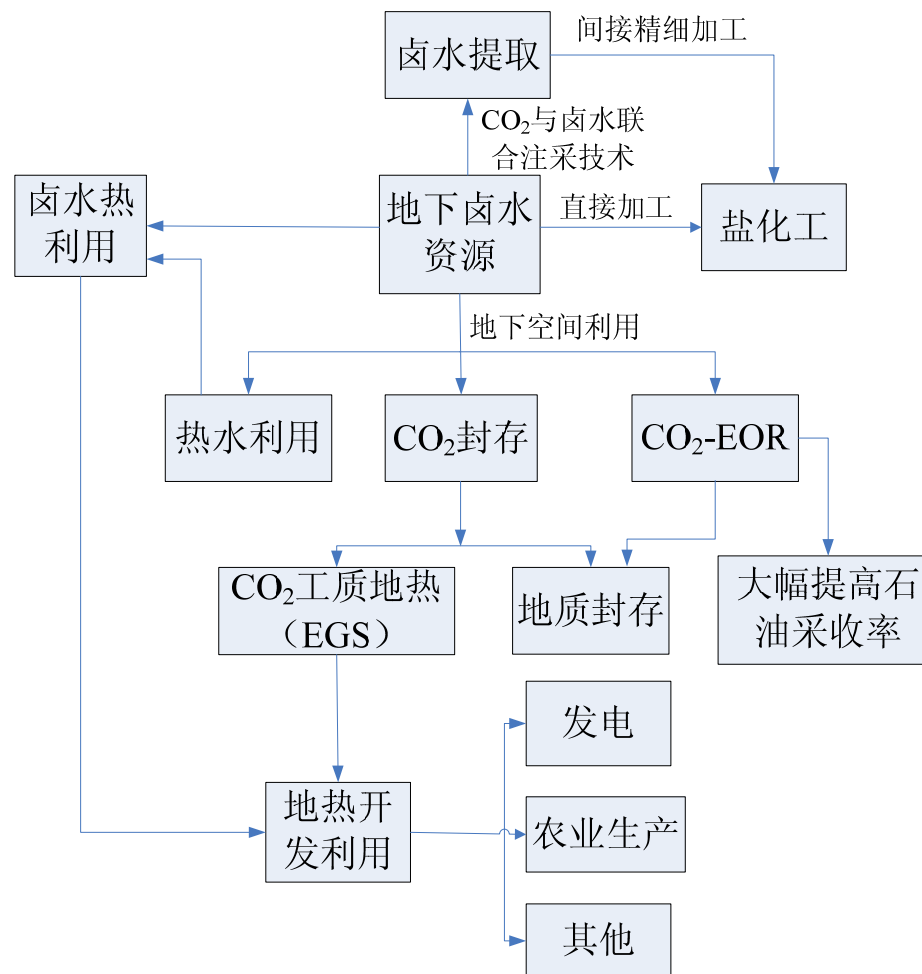 卤水提取
间接精细加工
CO₂与卤水联
合注采技术
卤水热
利用
地下卤水
资源
直接加工
盐化工
地下空间利用
热水利用
CO₂封存
CO₂-EOR
CO₂工质地热
（EGS）
地质封存
大幅提高石
油采收率
发电
地热开
发利用
农业生产
其他